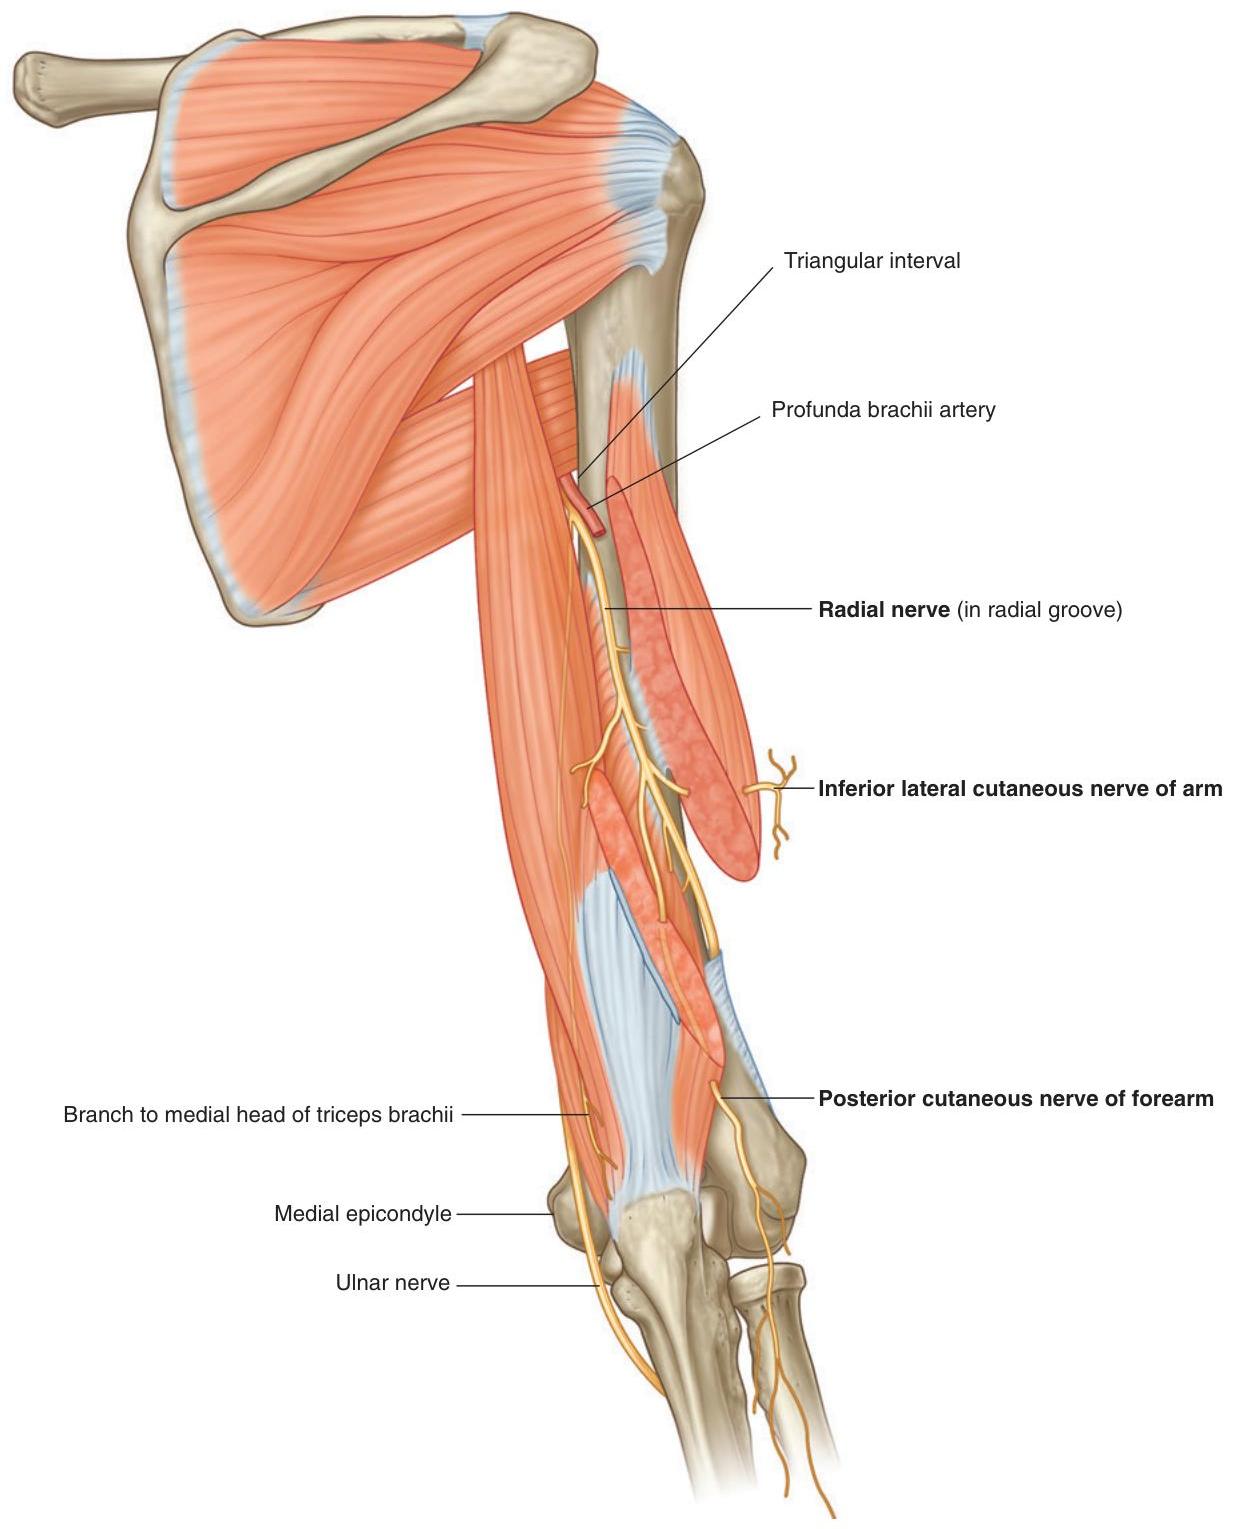 Triangular interval
Profunda brachii artery
Radial nerve (in radial groove)
Inferior lateral cutaneous nerve of arm
Posterior cutaneous nerve of forearm
Branch to medial head of triceps brachii
Medial epicondyle
Ulnar nerve